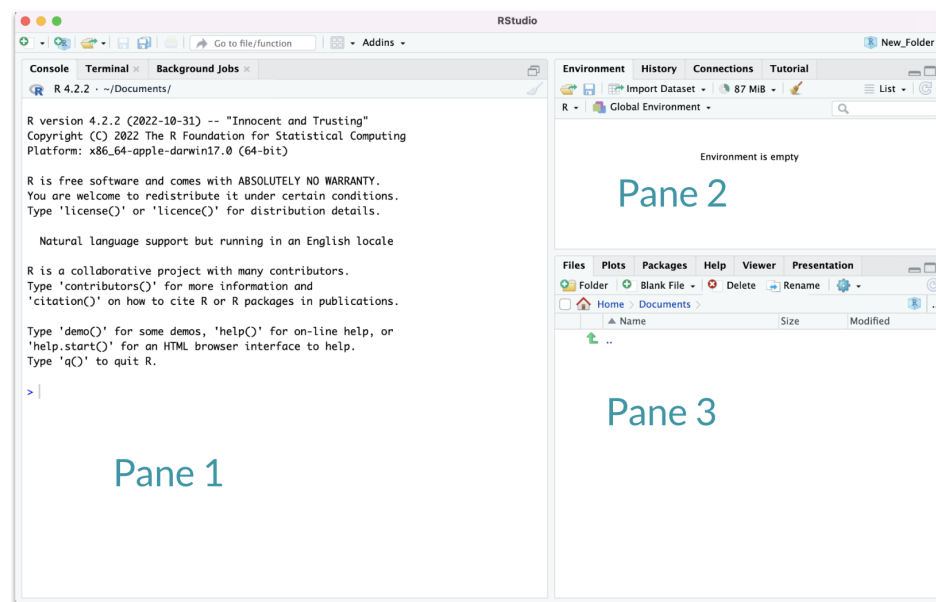 RStudio
Go to file/function Addins
New_Folder
Console Terminal Background Jobs
R 4.2.2 · ~/Documents/
R version 4.2.2 (2022-10-31) -- "Innocent and Trusting"
Copyright (C) 2022 The R Foundation for Statistical Computing
Platform: x86_64-apple-darwin17.0 (64-bit)
R is free software and comes with ABSOLUTELY NO WARRANTY.
You are welcome to redistribute it under certain conditions.
Type 'license()' or 'licence()' for distribution details.
Natural language support but running in an English locale
R is a collaborative project with many contributors.
Type 'contributors()' for more information and
'citation()' on how to cite R or R packages in publications.
Type 'demo()' for some demos, 'help()' for on-line help, or
'help.start()' for an HTML browser interface to help.
Type 'q()' to quit R.
>
Pane 1
Environment History Connections Tutorial
Import Dataset 87 MiB List
R Global Environment
Environment is empty
Pane 2
Files Plots Packages Help Viewer Presentation
Folder Blank File Delete Rename
Home Documents
Name Size Modified
..
Pane 3